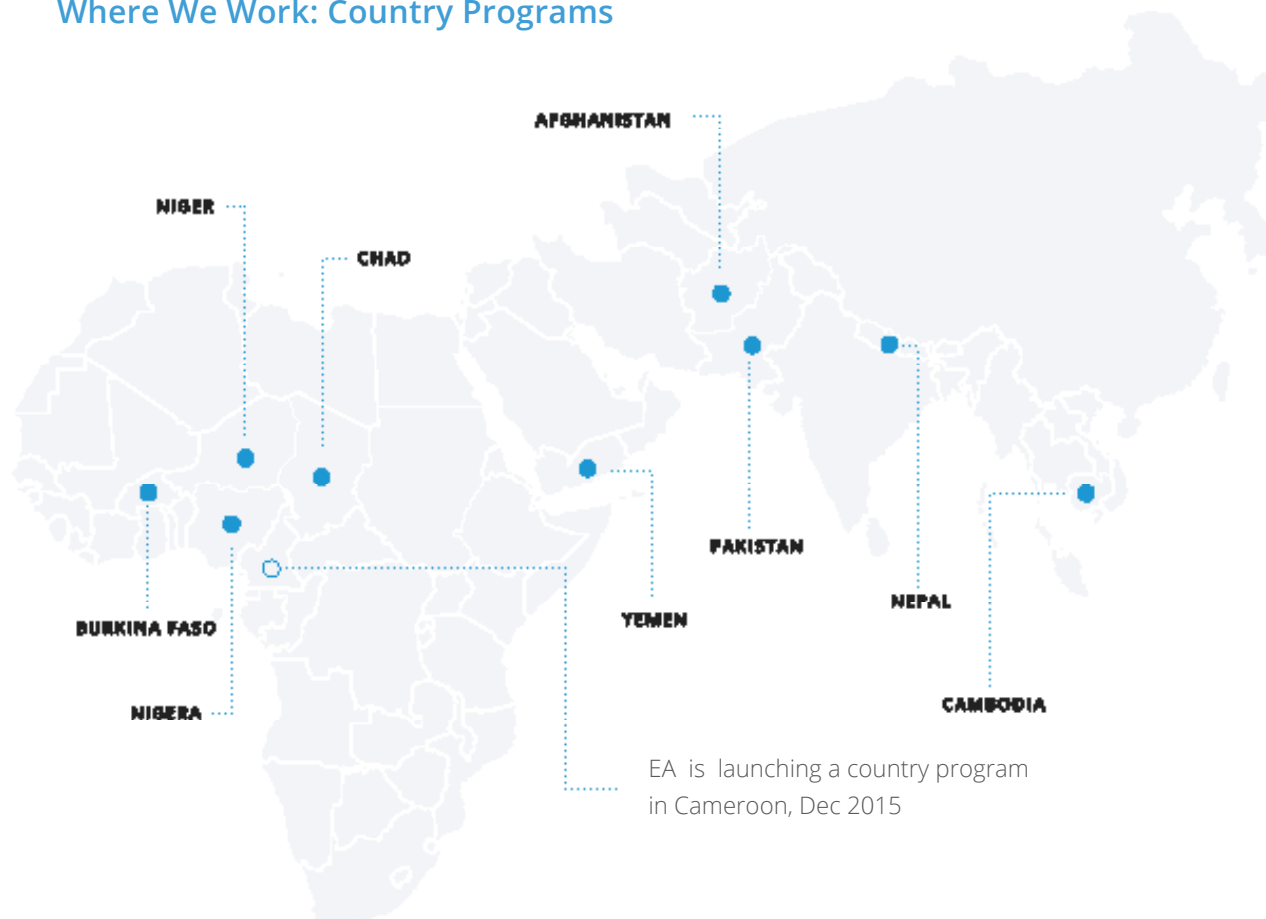 Where We Work: Country Programs
AFGHANISTAN
NIGER
CHAD
PAKISTAN
NEPAL
YEMEN
BURKINA FASO
CAMBODIA
NIGERA
EA is launching a country program
in Cameroon, Dec 2015